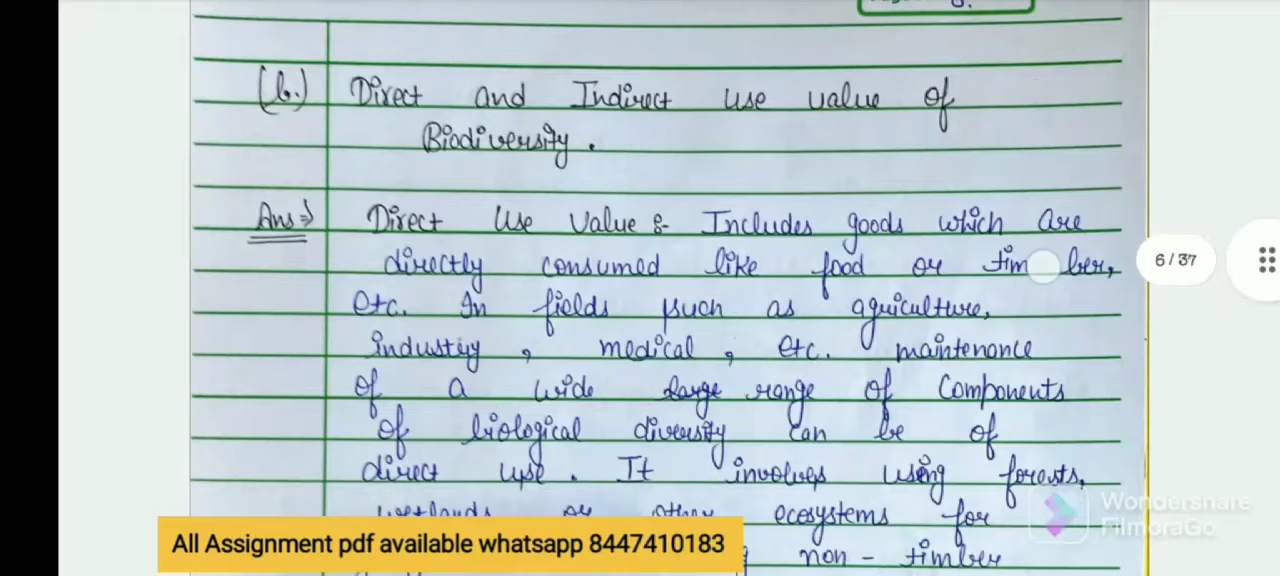 (b.) Direct and Indirect use value of
Biodiversity.
Ans⇒ Direct Use Value :- Includes goods which are
directly consumed like food or timber,
etc. In fields such as agriculture,
industry, medical, etc. maintenance
of a wide large range of components
of biological diversity can be of
direct use. It involves using forests,
wetlands or other ecosystems for
non - timber
6 / 37
All Assignment pdf available whatsapp 8447410183
Wondershare
FilmoraGo